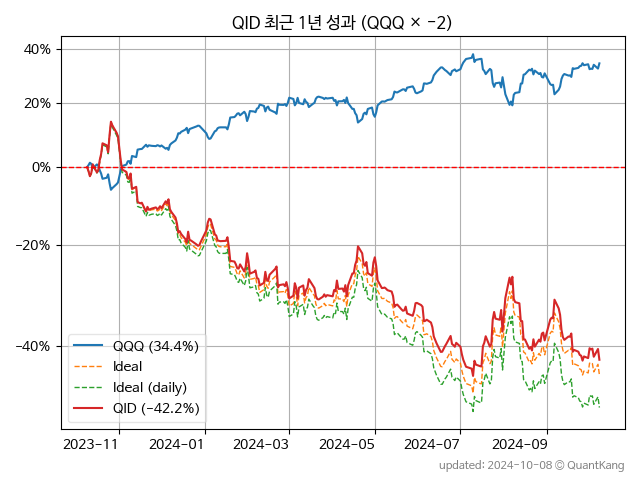 QID 최근 1년 성과 (QQQ × −2)
40%
20%
0%
−20%
−40%
QQQ (34.4%)
Ideal
Ideal (daily)
QID (−42.2%)
2023-11 2024-01 2024-03 2024-05 2024-07 2024-09
updated: 2024-10-08 © QuantKang